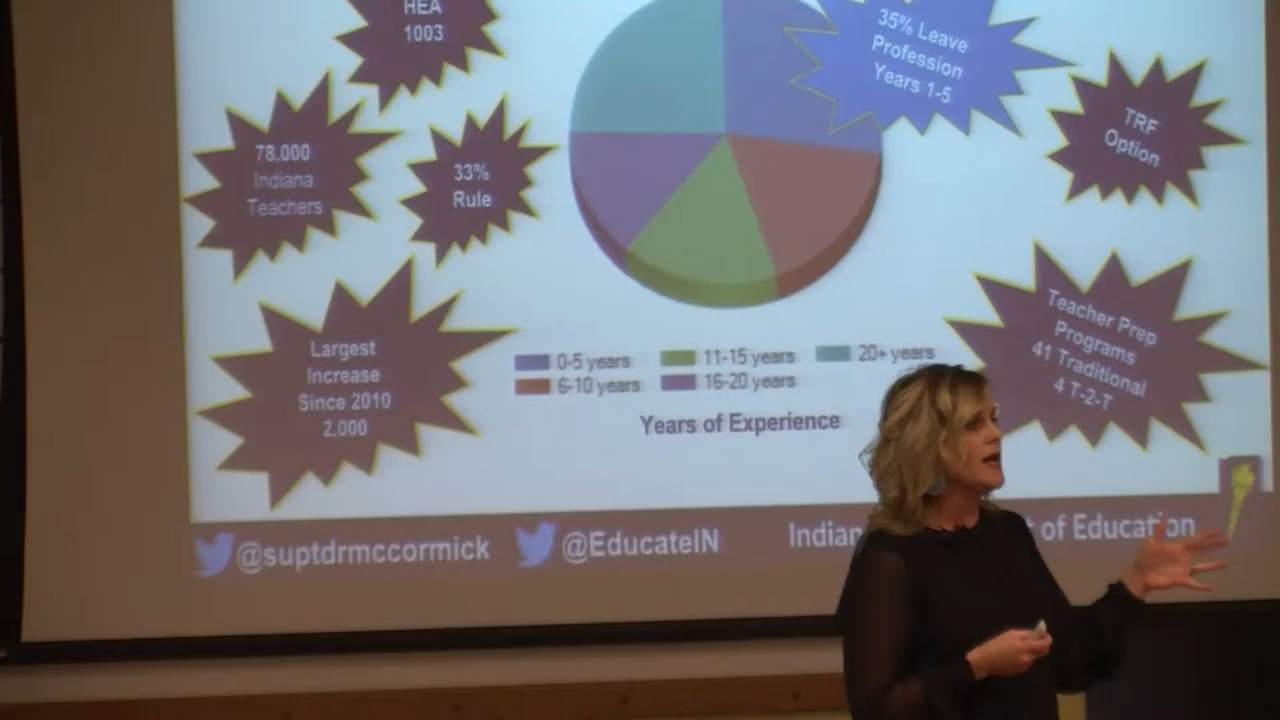 HEA
1003
35% Leave
Profession
Years 1-5
TRF
Option
78,000
Indiana
Teachers
33%
Rule
Largest
Increase
Since 2010
2,000
Teacher Prep
Programs
41 Traditional
4 T-2-T
0-5 years
11-15 years
20+ years
6-10 years
16-20 years
Years of Experience
@suptdrmccormick
@EducateIN
of Education